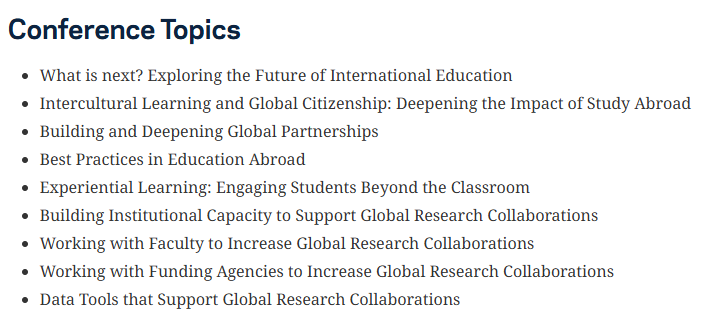 Conference Topics
What is next? Exploring the Future of International Education
Intercultural Learning and Global Citizenship: Deepening the Impact of Study Abroad
Building and Deepening Global Partnerships
Best Practices in Education Abroad
Experiential Learning: Engaging Students Beyond the Classroom
Building Institutional Capacity to Support Global Research Collaborations
Working with Faculty to Increase Global Research Collaborations
Working with Funding Agencies to Increase Global Research Collaborations
Data Tools that Support Global Research Collaborations